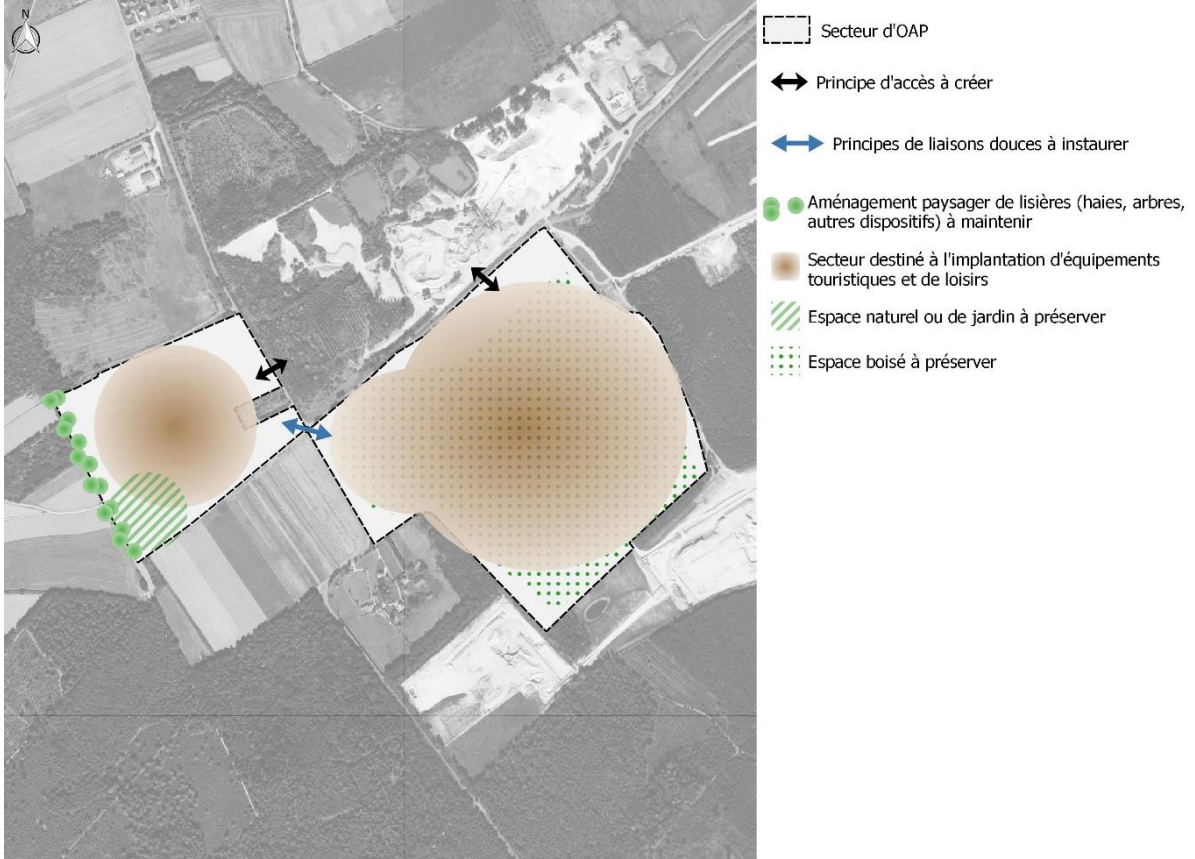 N
Secteur d'OAP
Principe d'accès à créer
Principes de liaisons douces à instaurer
Aménagement paysager de lisières (haies, arbres,
autres dispositifs) à maintenir
Secteur destiné à l'implantation d'équipements
touristiques et de loisirs
Espace naturel ou de jardin à préserver
Espace boisé à préserver